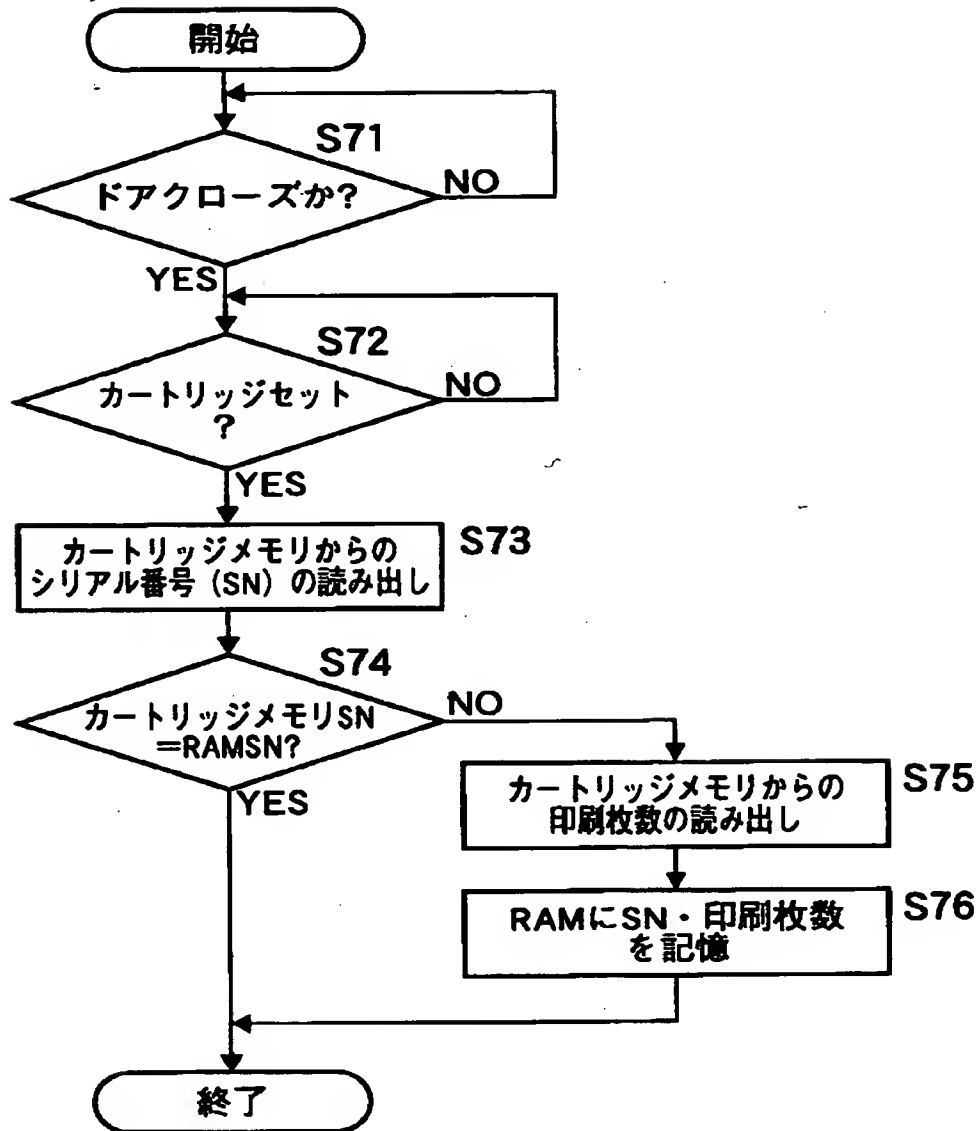 開始
S71
ドアクローズか?
NO
YES
S72
カートリッジセット
?
NO
YES
カートリッジメモリからの
シリアル番号 (SN) の読み出し
S73
S74
カートリッジメモリSN
=RAMSN?
NO
YES
カートリッジメモリからの
印刷枚数の読み出し
S75
RAMにSN・印刷枚数
を記憶
S76
終了